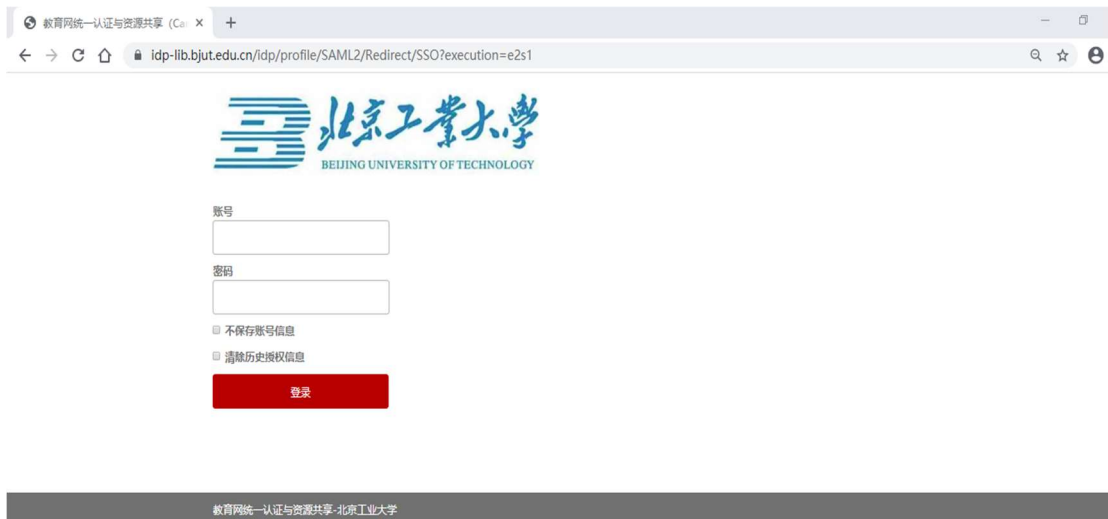 教育网统一认证与资源共享（Ca
idp-lib.bjut.edu.cn/idp/profile/SAML2/Redirect/SSO?execution=e2s1
北京工业大学
BEIJING UNIVERSITY OF TECHNOLOGY
账号
密码
不保存账号信息
清除历史授权信息
登录
教育网统一认证与资源共享-北京工业大学